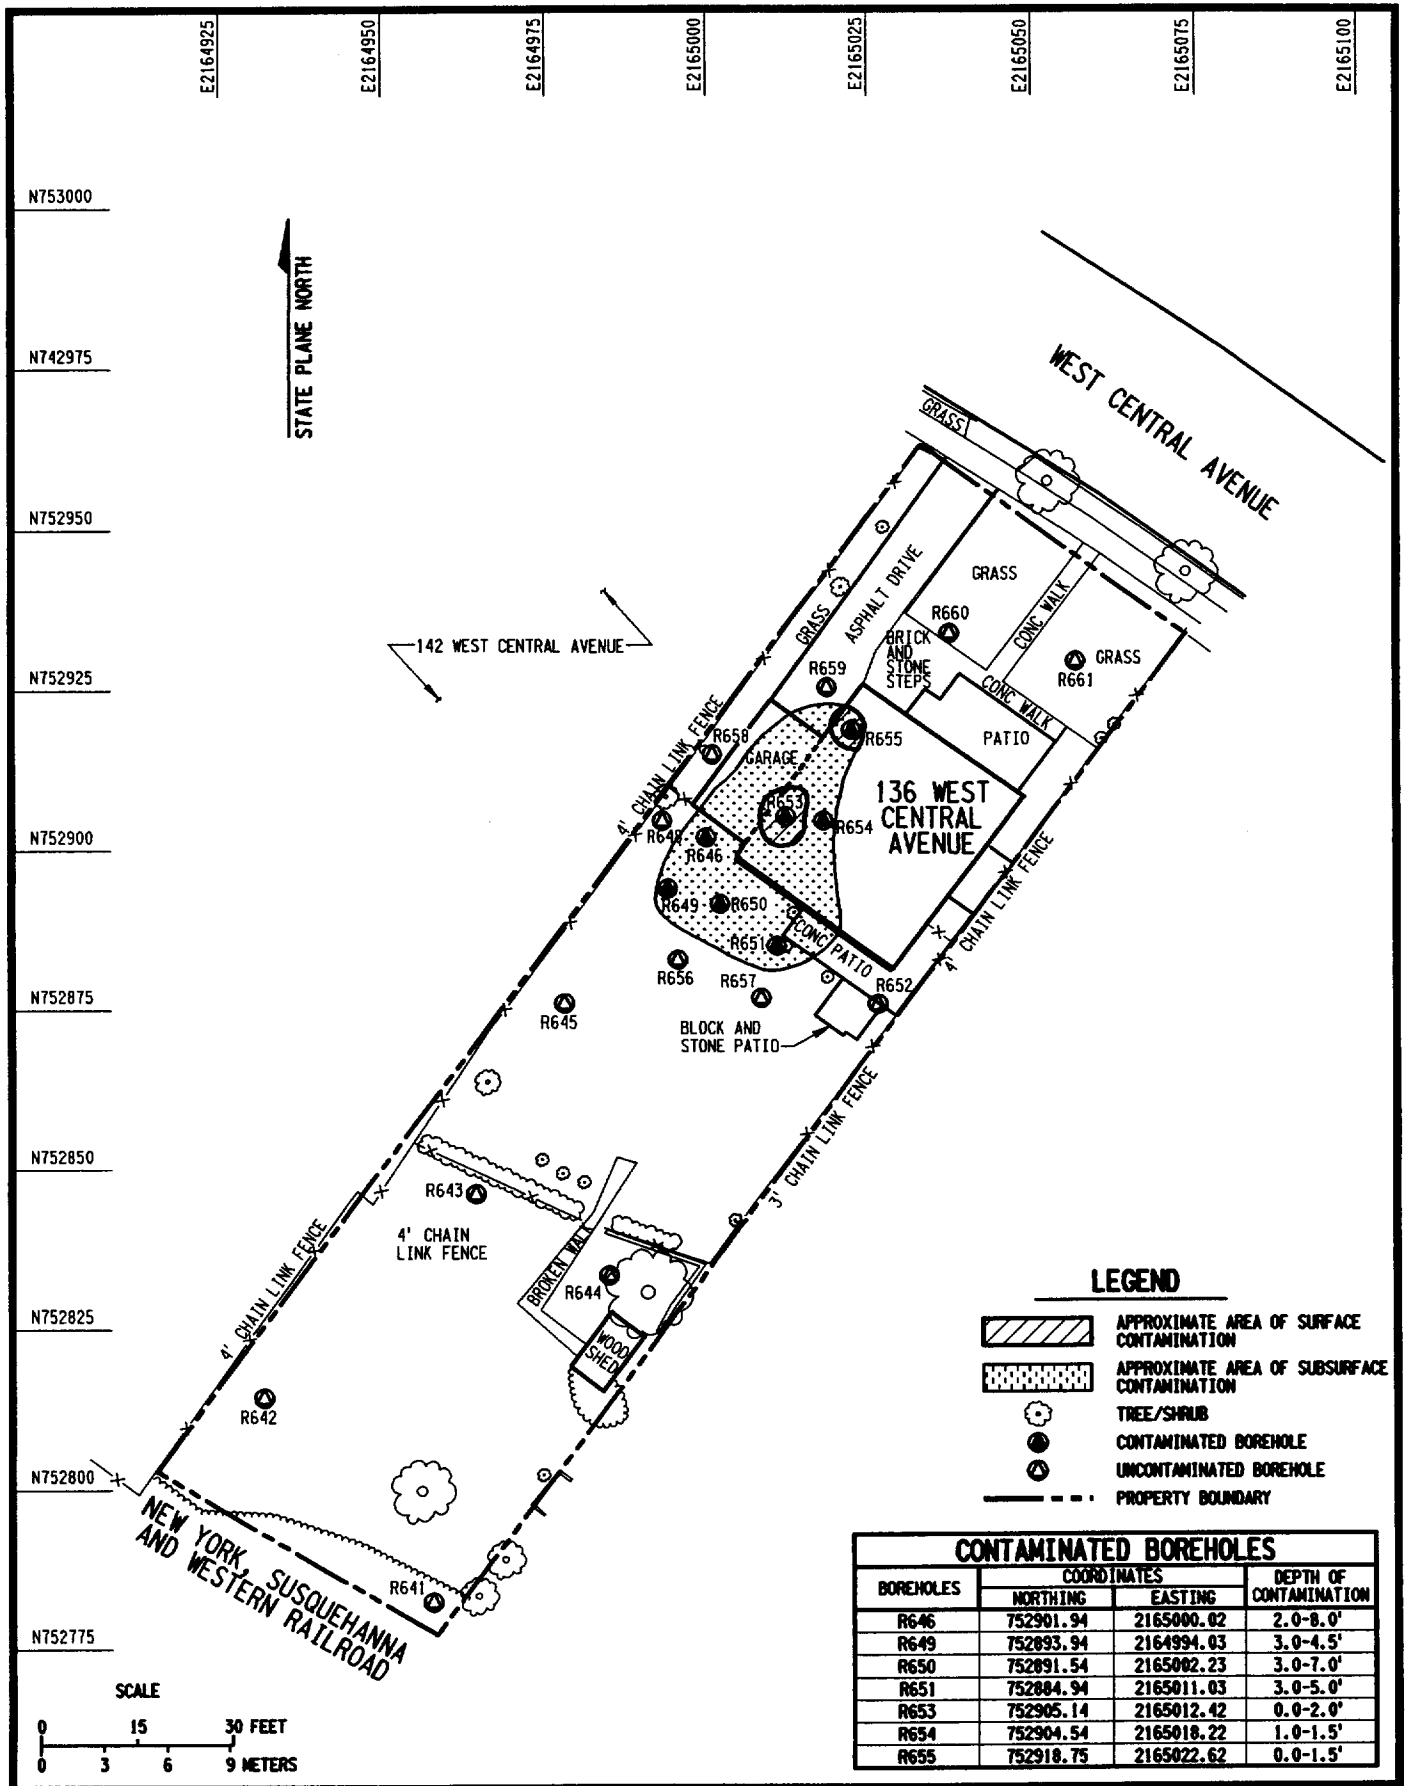 E2164925
E2164950
E2164975
E2165000
E2165025
E2165050
E2165075
E2165100
N753000
STATE PLANE NORTH
N742975
WEST CENTRAL AVENUE
GRASS
N752950
GRASS
ASPHALT DRIVE
GRASS
CONC WALK
R660
BRICK
AND
STONE
STEPS
142 WEST CENTRAL AVENUE
R659
GRASS
R661
N752925
CONC WALK
4' CHAIN LINK FENCE
R658
R655
PATIO
GARAGE
136 WEST
CENTRAL
AVENUE
R653
R654
R648
R646
N752900
4' CHAIN LINK FENCE
R649
R650
R651
CONC PATIO
R656
R657
R652
N752875
R645
BLOCK AND
STONE PATIO
3' CHAIN LINK FENCE
N752850
R643
4' CHAIN
LINK FENCE
BROKEN WALK
R644
4' CHAIN LINK FENCE
WOOD
SHED
N752825
R642
N752800
NEW YORK, SUSQUEHANNA
AND WESTERN RAILROAD
R641
N752775
LEGEND
APPROXIMATE AREA OF SURFACE
CONTAMINATION
APPROXIMATE AREA OF SUBSURFACE
CONTAMINATION
TREE/SHRUB
CONTAMINATED BOREHOLE
UNCONTAMINATED BOREHOLE
PROPERTY BOUNDARY
CONTAMINATED BOREHOLES
BOREHOLES COORDINATES DEPTH OF
NORTHING EASTING CONTAMINATION
R646 752901.94 2165000.02 2.0-8.0'
R649 752893.94 2164994.03 3.0-4.5'
R650 752891.54 2165002.23 3.0-7.0'
R651 752884.94 2165011.03 3.0-5.0'
R653 752905.14 2165012.42 0.0-2.0'
R654 752904.54 2165018.22 1.0-1.5'
R655 752918.75 2165022.62 0.0-1.5'
SCALE
0 15 30 FEET
0 3 6 9 METERS